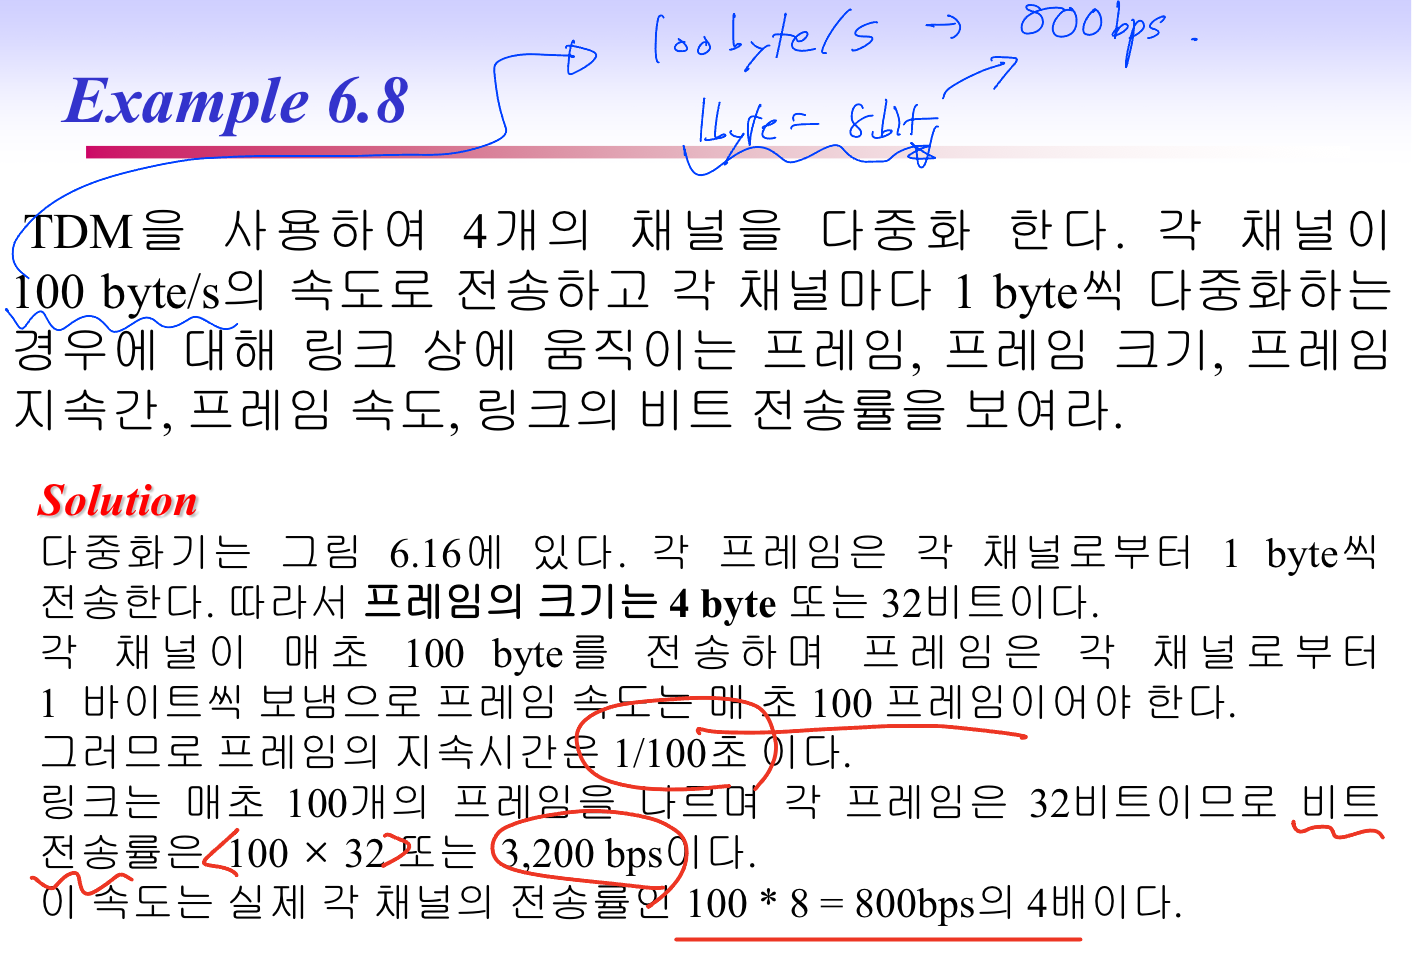 100byte/s → 800bps.
Example 6.8
1byte = 8bit
TDM을 사용하여 4개의 채널을 다중화 한다. 각 채널이
100 byte/s의 속도로 전송하고 각 채널마다 1 byte씩 다중화하는
경우에 대해 링크 상에 움직이는 프레임, 프레임 크기, 프레임
지속간, 프레임 속도, 링크의 비트 전송률을 보여라.
Solution
다중화기는 그림 6.16에 있다. 각 프레임은 각 채널로부터 1 byte씩
전송한다. 따라서 프레임의 크기는 4 byte 또는 32비트이다.
각 채널이 매초 100 byte를 전송하며 프레임은 각 채널로부터
1 바이트씩 보냄으로 프레임 속도는 매 초 100 프레임이어야 한다.
그러므로 프레임의 지속시간은 1/100초 이다.
링크는 매초 100개의 프레임을 나르며 각 프레임은 32비트이므로 비트
전송률은 100 × 32 또는 3,200 bps이다.
이 속도는 실제 각 채널의 전송률인 100 * 8 = 800bps의 4배이다.